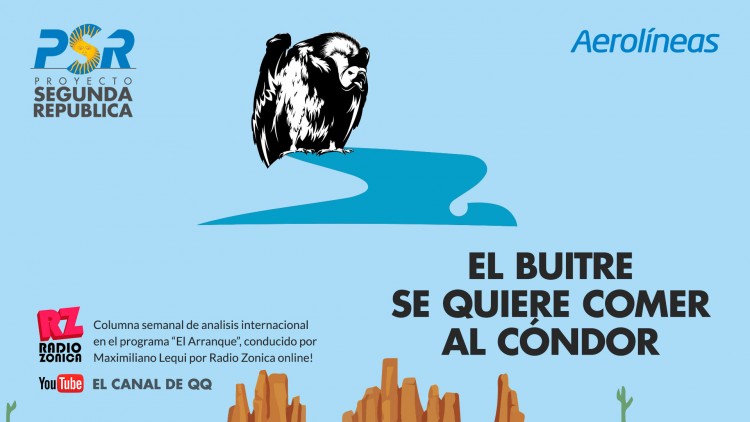 PSR
PROYECTO
SEGUNDA
REPUBLICA
Aerolíneas
EL BUITRE
SE QUIERE COMER
AL CÓNDOR
RZ
RADIO
ZONICA
Columna semanal de analisis internacional
en el programa “El Arranque”, conducido por
Maximiliano Lequi por Radio Zonica online!
YouTube EL CANAL DE QQ